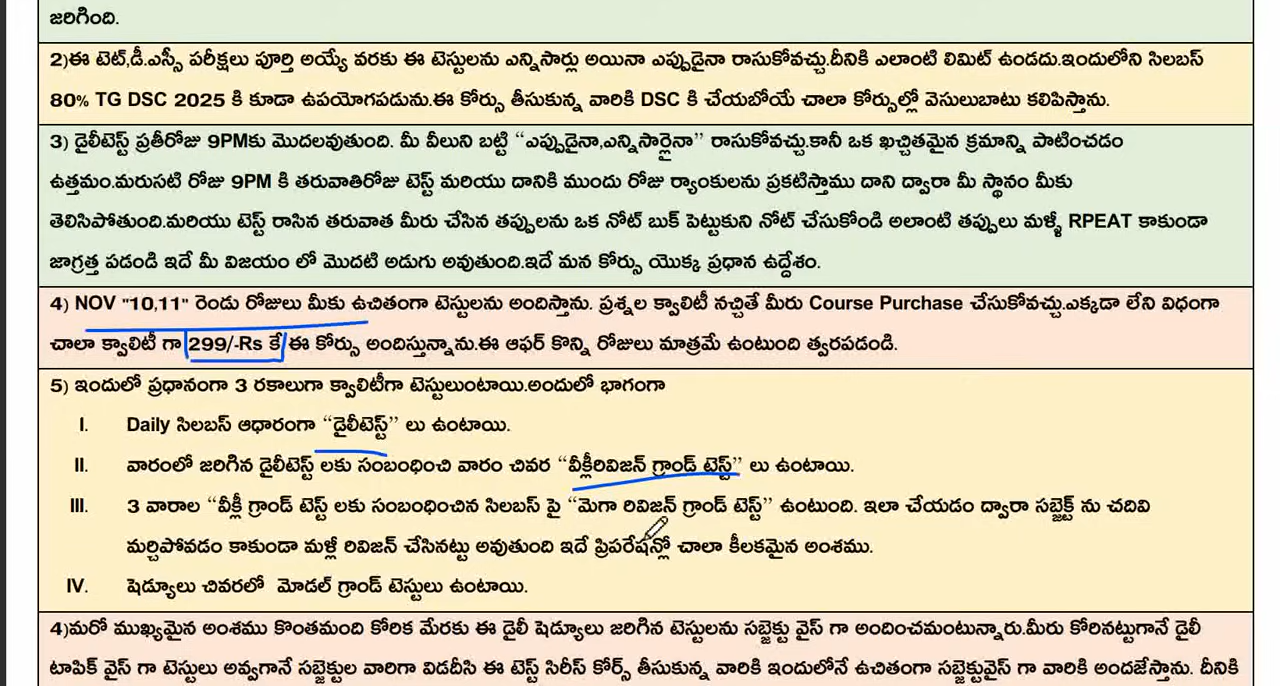 జరిగింది.
2)ఈ టెట్,డీ.ఎస్సీ పరీక్షలు పూర్తి అయ్యే వరకు ఈ టెస్టులను ఎన్నిసార్లు అయినా ఎప్పుడైనా రాసుకోవచ్చు.దీనికి ఎలాంటి లిమిట్ ఉండదు.ఇందులోని సిలబస్
80% TG DSC 2025 కి కూడా ఉపయోగపడును.ఈ కోర్సు తీసుకున్న వారికి DSC కి చేయబోయే చాలా కోర్సుల్లో వెసులుబాటు కలిపిస్తాను.
3) డైలీటెస్ట్ ప్రతీరోజు 9PMకు మొదలవుతుంది. మీ వీలుని బట్టి “ఎప్పుడైనా,ఎన్నిసార్లైనా” రాసుకోవచ్చు.కానీ ఒక ఖచ్చితమైన క్రమాన్ని పాటించడం
ఉత్తమం.మరుసటి రోజు 9PM కి తరువాతిరోజు టెస్ట్ మరియు దానికి ముందు రోజు ర్యాంకులను ప్రకటిస్తాము దాని ద్వారా మీ స్థానం మీకు
తెలిసిపోతుంది.మరియు టెస్ట్ రాసిన తరువాత మీరు చేసిన తప్పులను ఒక నోట్ బుక్ పెట్టుకుని నోట్ చేసుకోండి అలాంటి తప్పులు మళ్ళీ RPEAT కాకుండా
జాగ్రత్త పడండి ఇదే మీ విజయం లో మొదటి అడుగు అవుతుంది.ఇదే మన కోర్సు యొక్క ప్రధాన ఉద్దేశం.
4) NOV "10,11" రెండు రోజులు మీకు ఉచితంగా టెస్టులను అందిస్తాను. ప్రశ్నల క్వాలిటీ నచ్చితే మీరు Course Purchase చేసుకోవచ్చు.ఎక్కడా లేని విధంగా
చాలా క్వాలిటీ గా 299/-Rs కే ఈ కోర్సు అందిస్తున్నాను.ఈ ఆఫర్ కొన్ని రోజులు మాత్రమే ఉంటుంది త్వరపడండి.
5) ఇందులో ప్రధానంగా 3 రకాలుగా క్వాలిటీగా టెస్టులుంటాయి.అందులో భాగంగా
I. Daily సిలబస్ ఆధారంగా “డైలీటెస్ట్” లు ఉంటాయి.
II. వారంలో జరిగిన డైలీటెస్ట్ లకు సంబంధించి వారం చివర “వీక్లీరివిజన్ గ్రాండ్ టెస్ట్” లు ఉంటాయి.
III. 3 వారాల “వీక్లీ గ్రాండ్ టెస్ట్ లకు సంబంధించిన సిలబస్ పై “మెగా రివిజన్ గ్రాండ్ టెస్ట్” ఉంటుంది. ఇలా చేయడం ద్వారా సబ్జెక్ట్ ను చదివి
మర్చిపోవడం కాకుండా మళ్లీ రివిజన్ చేసినట్టు అవుతుంది ఇదే ప్రిపరేషన్లో చాలా కీలకమైన అంశము.
IV. షెడ్యూలు చివరలో మోడల్ గ్రాండ్ టెస్టులు ఉంటాయి.
4)మరో ముఖ్యమైన అంశము కొంతమంది కోరిక మేరకు ఈ డైలీ షెడ్యూలు జరిగిన టెస్టులను సబ్జెక్టు వైస్ గా అందించమంటున్నారు.మీరు కోరినట్టుగానే డైలీ
టాపిక్ వైస్ గా టెస్టులు అవ్వగానే సబ్జెక్టుల వారిగా విడదీసి ఈ టెస్ట్ సిరీస్ కోర్స్ తీసుకున్న వారికి ఇందులోనే ఉచితంగా సబ్జెక్టువైస్ గా వారికి అందజేస్తాను. దీనికి